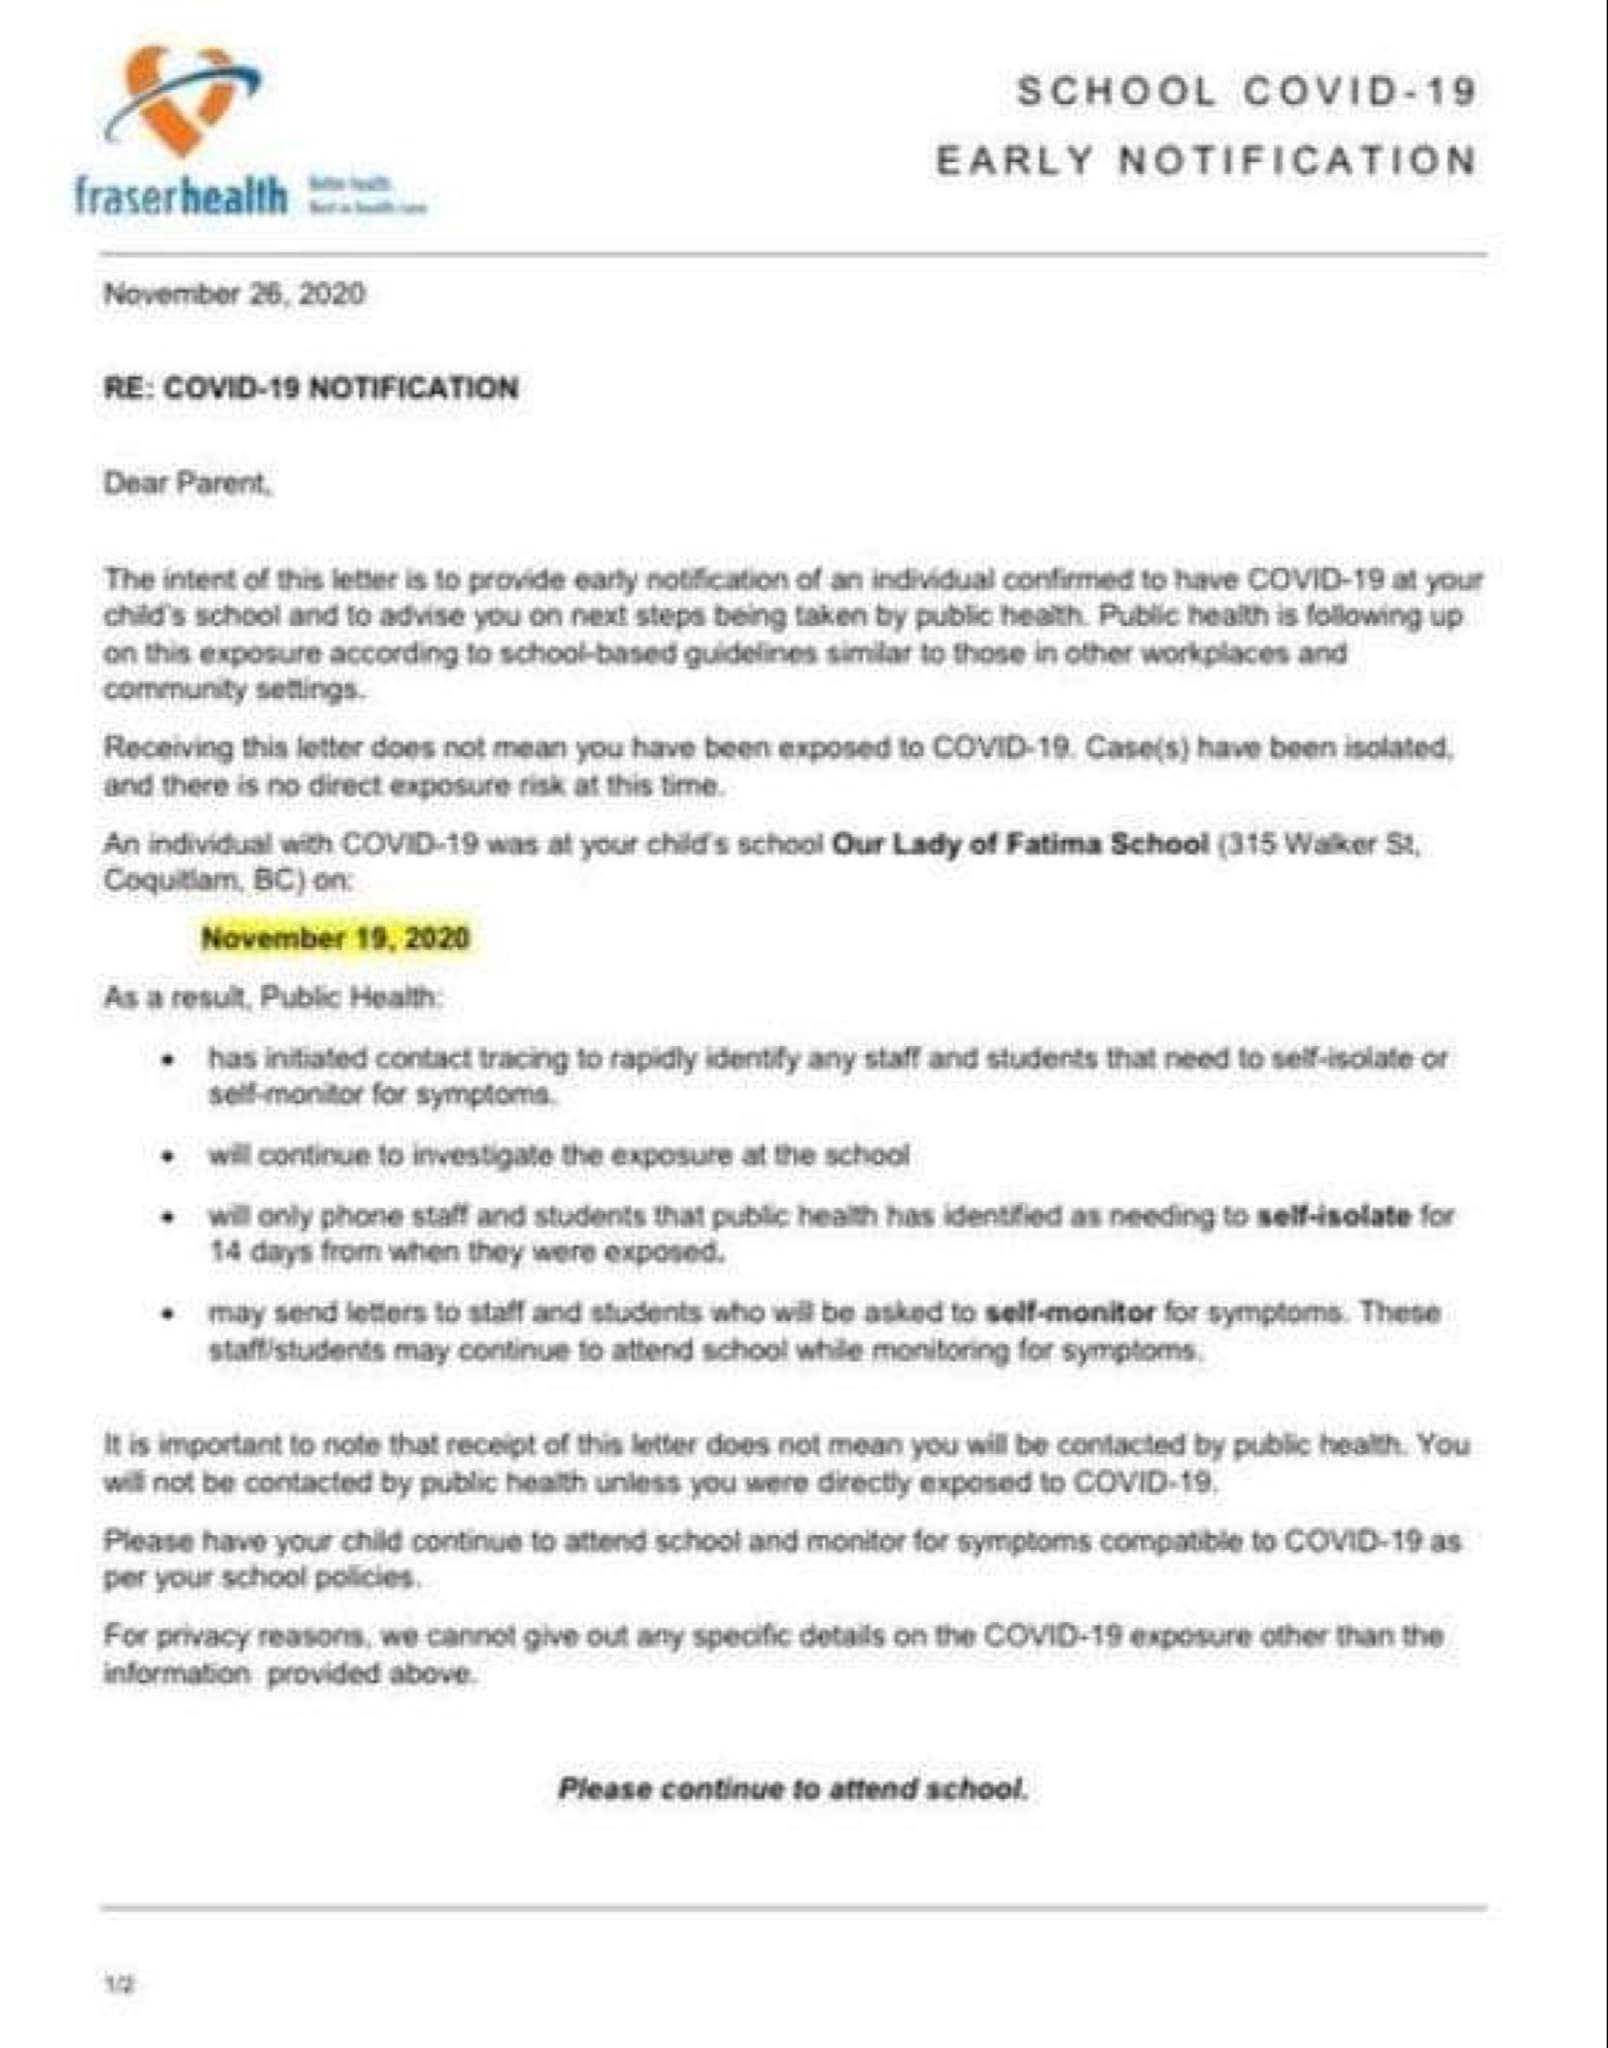 SCHOOL COVID-19
EARLY NOTIFICATION
fraserhealth Better health.
Best in health care.
November 26, 2020
RE: COVID-19 NOTIFICATION
Dear Parent,
The intent of this letter is to provide early notification of an individual confirmed to have COVID-19 at your
child's school and to advise you on next steps being taken by public health. Public health is following up
on this exposure according to school-based guidelines similar to those in other workplaces and
community settings.
Receiving this letter does not mean you have been exposed to COVID-19. Case(s) have been isolated,
and there is no direct exposure risk at this time.
An individual with COVID-19 was at your child's school Our Lady of Fatima School (315 Walker St,
Coquitlam, BC) on:
November 19, 2020
As a result, Public Health:
• has initiated contact tracing to rapidly identify any staff and students that need to self-isolate or
self-monitor for symptoms.
• will continue to investigate the exposure at the school
• will only phone staff and students that public health has identified as needing to self-isolate for
14 days from when they were exposed.
• may send letters to staff and students who will be asked to self-monitor for symptoms. These
staff/students may continue to attend school while monitoring for symptoms.
It is important to note that receipt of this letter does not mean you will be contacted by public health. You
will not be contacted by public health unless you were directly exposed to COVID-19.
Please have your child continue to attend school and monitor for symptoms compatible to COVID-19 as
per your school policies.
For privacy reasons, we cannot give out any specific details on the COVID-19 exposure other than the
information provided above.
Please continue to attend school.
1/2